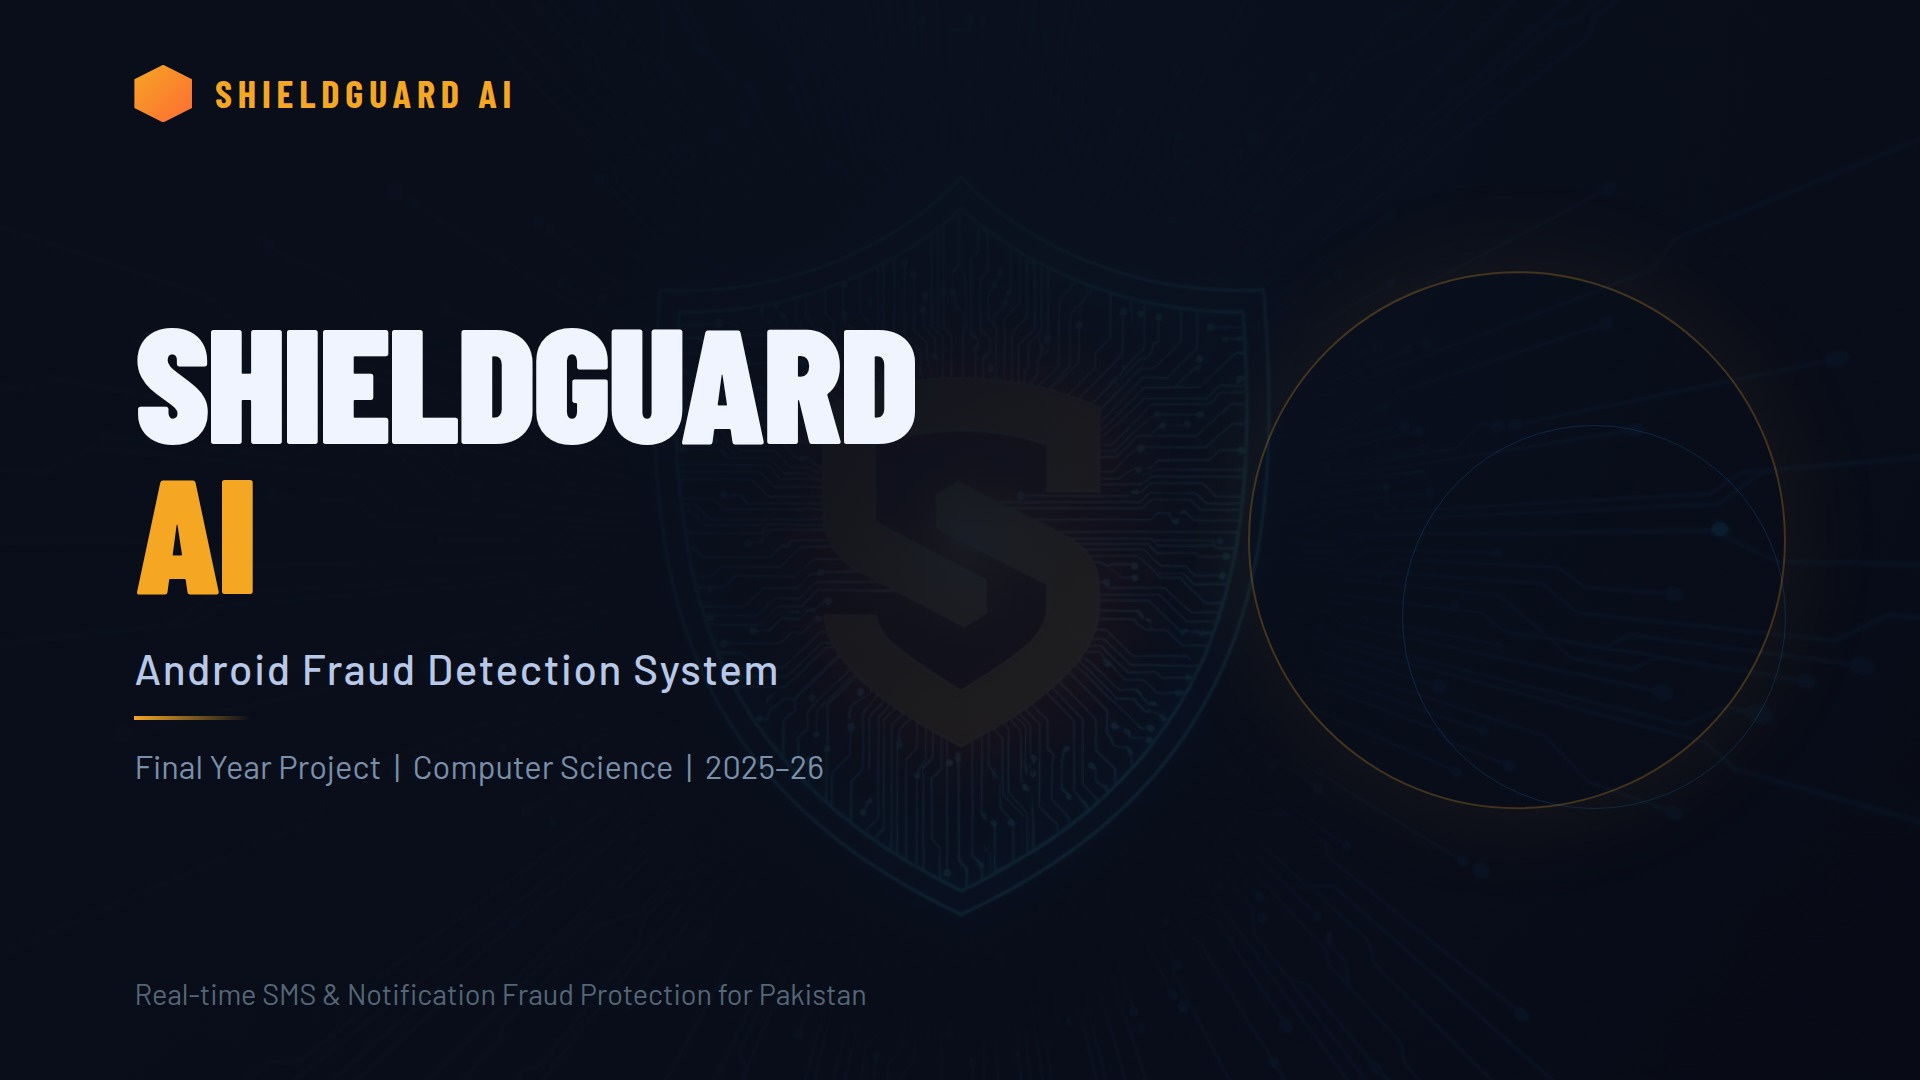 SHIELDGUARD AI
SHIELDGUARD
AI
Android Fraud Detection System
Final Year Project | Computer Science | 2025–26
Real-time SMS & Notification Fraud Protection for Pakistan